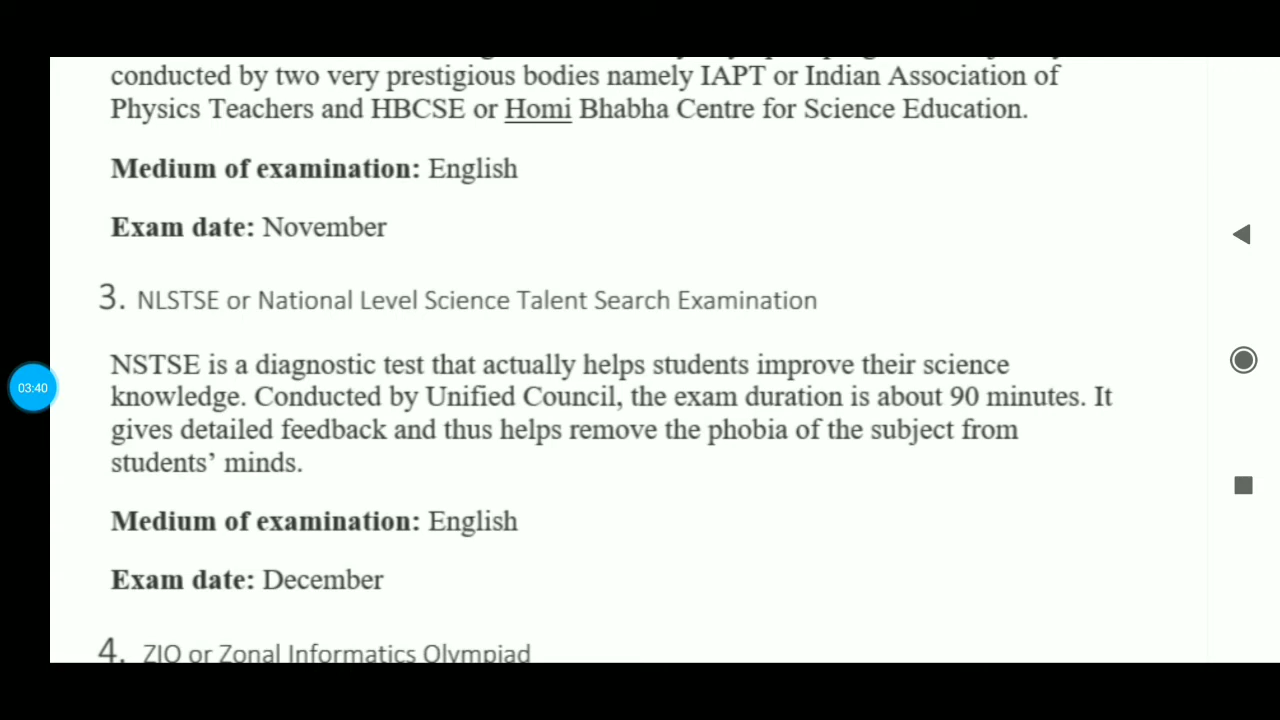 conducted by two very prestigious bodies namely IAPT or Indian Association of
Physics Teachers and HBCSE or Homi Bhabha Centre for Science Education.
Medium of examination: English
Exam date: November
3. NLSTSE or National Level Science Talent Search Examination
NSTSE is a diagnostic test that actually helps students improve their science
knowledge. Conducted by Unified Council, the exam duration is about 90 minutes. It
gives detailed feedback and thus helps remove the phobia of the subject from
students’ minds.
Medium of examination: English
Exam date: December
4. ZIO or Zonal Informatics Olympiad
03:40